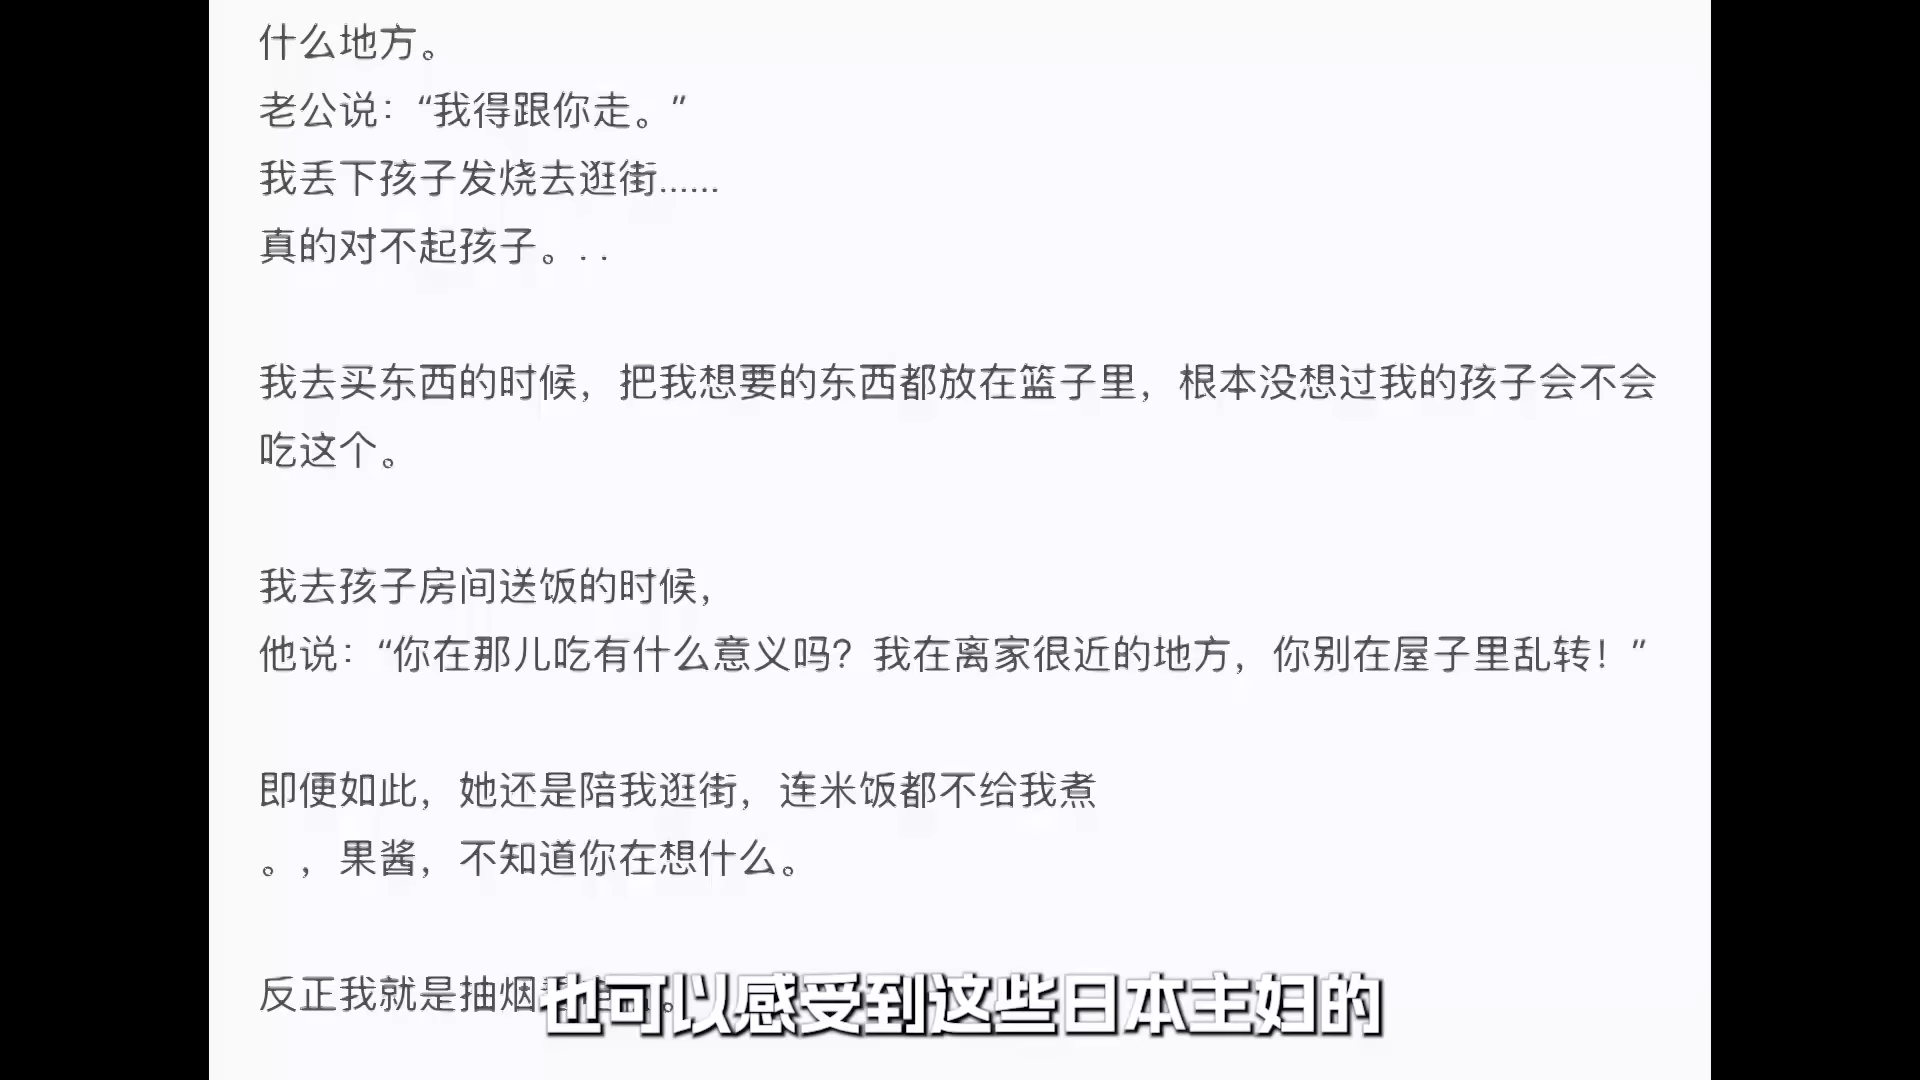 什么地方。
老公说：“我得跟你走。”
我丢下孩子发烧去逛街......
真的对不起孩子。. .
我去买东西的时候，把我想要的东西都放在篮子里，根本没想过我的孩子会不会
吃这个。
我去孩子房间送饭的时候，
他说：“你在那儿吃有什么意义吗？我在离家很近的地方，你别在屋子里乱转！”
即便如此，她还是陪我逛街，连米饭都不给我煮
。，果酱，不知道你在想什么。
反正我就是抽烟
也可以感受到这些日本主妇的